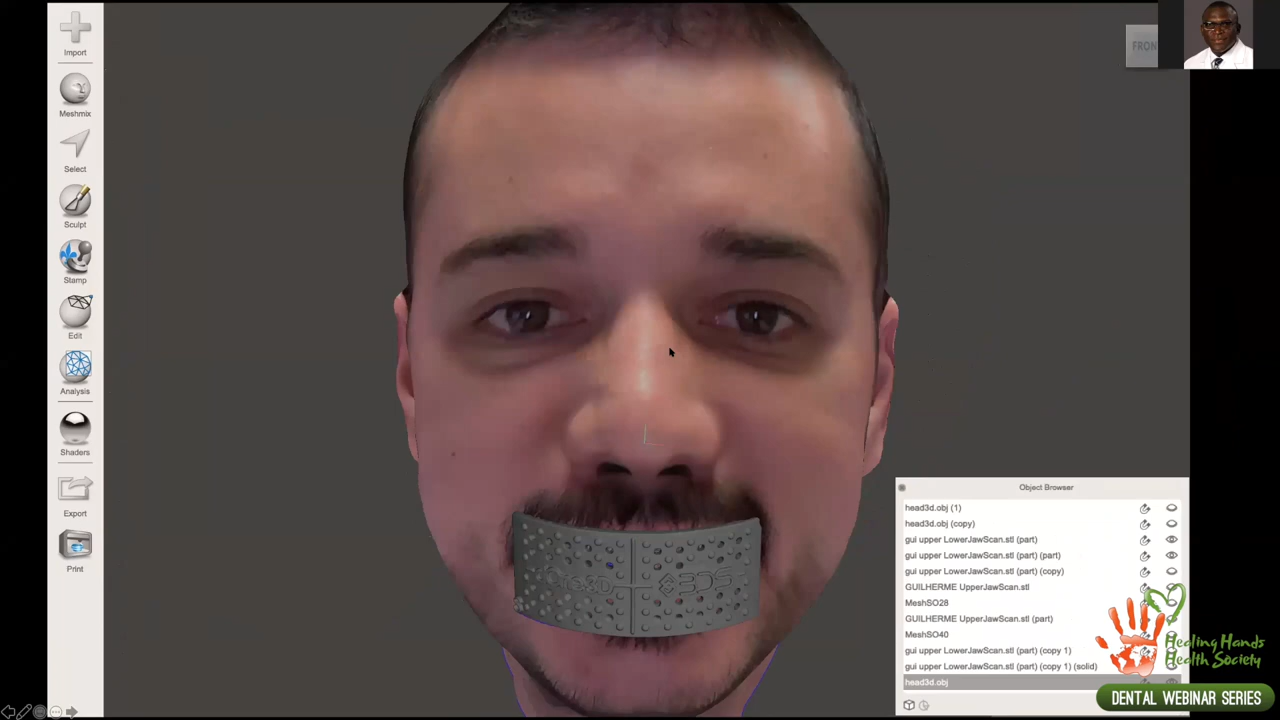 Import
Meshmix
Select
Sculpt
Stamp
Edit
Analysis
Shaders
Export
Print
FRON
Object Browser
head3d.obj (1)
head3d.obj (copy)
gui upper LowerJawScan.stl (part)
gui upper LowerJawScan.stl (part) (part)
gui upper LowerJawScan.stl (part) (copy)
GUILHERME UpperJawScan.stl
MeshSO28
GUILHERME UpperJawScan.stl (part)
MeshSO40
gui upper LowerJawScan.stl (part) (copy 1)
gui upper LowerJawScan.stl (part) (copy 1) (solid)
head3d.obj
Healing Hands
Health Society
DENTAL WEBINAR SERIES